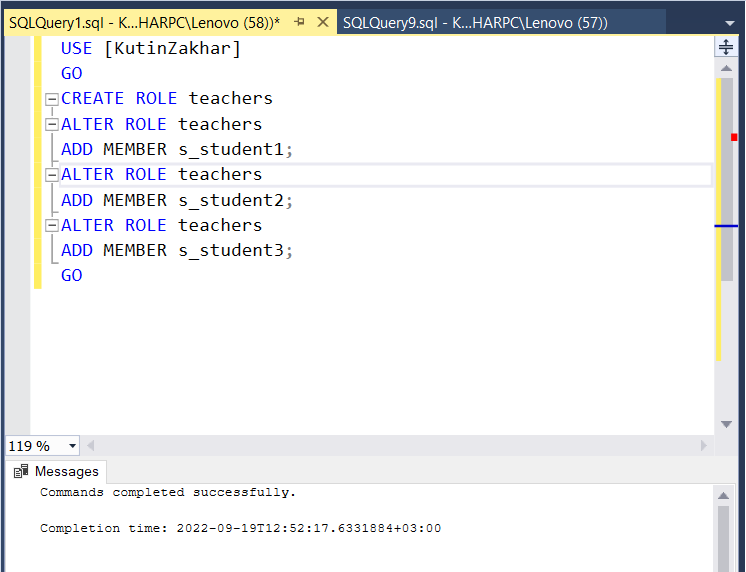 SQLQuery1.sql - K...HARPC\Lenovo (58))* SQLQuery9.sql - K...HARPC\Lenovo (57))
USE [KutinZakhar]
GO
CREATE ROLE teachers
ALTER ROLE teachers
ADD MEMBER s_student1;
ALTER ROLE teachers
ADD MEMBER s_student2;
ALTER ROLE teachers
ADD MEMBER s_student3;
GO
119 %
Messages
Commands completed successfully.
Completion time: 2022-09-19T12:52:17.6331884+03:00